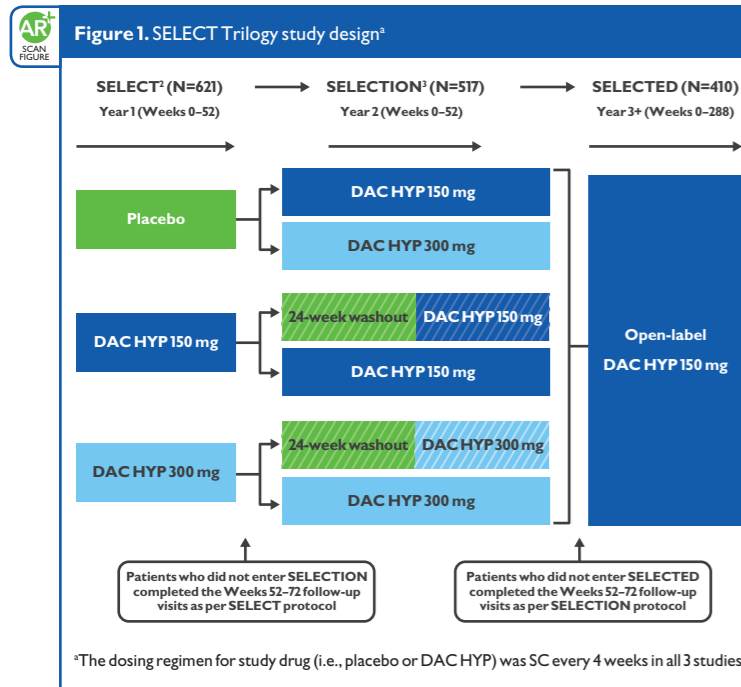 AR+
SCAN
FIGURE
Figure 1. SELECT Trilogy study designᵃ
SELECT² (N=621)
SELECTION³ (N=517)
SELECTED (N=410)
Year 1 (Weeks 0–52)
Year 2 (Weeks 0–52)
Year 3+ (Weeks 0–288)
Placebo
DAC HYP 150 mg
DAC HYP 300 mg
DAC HYP 150 mg
24-week washout
DAC HYP 150 mg
DAC HYP 150 mg
DAC HYP 300 mg
24-week washout
DAC HYP 300 mg
DAC HYP 300 mg
Open-label
DAC HYP 150 mg
Patients who did not enter SELECTION
completed the Weeks 52–72 follow-up
visits as per SELECT protocol
Patients who did not enter SELECTED
completed the Weeks 52–72 follow-up
visits as per SELECTION protocol
ᵃThe dosing regimen for study drug (i.e., placebo or DAC HYP) was SC every 4 weeks in all 3 studies